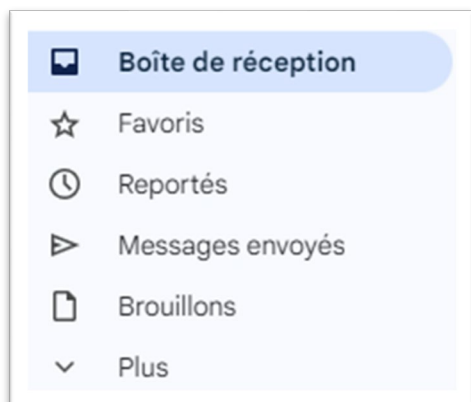 Boîte de réception
Favoris
Reportés
Messages envoyés
Brouillons
Plus